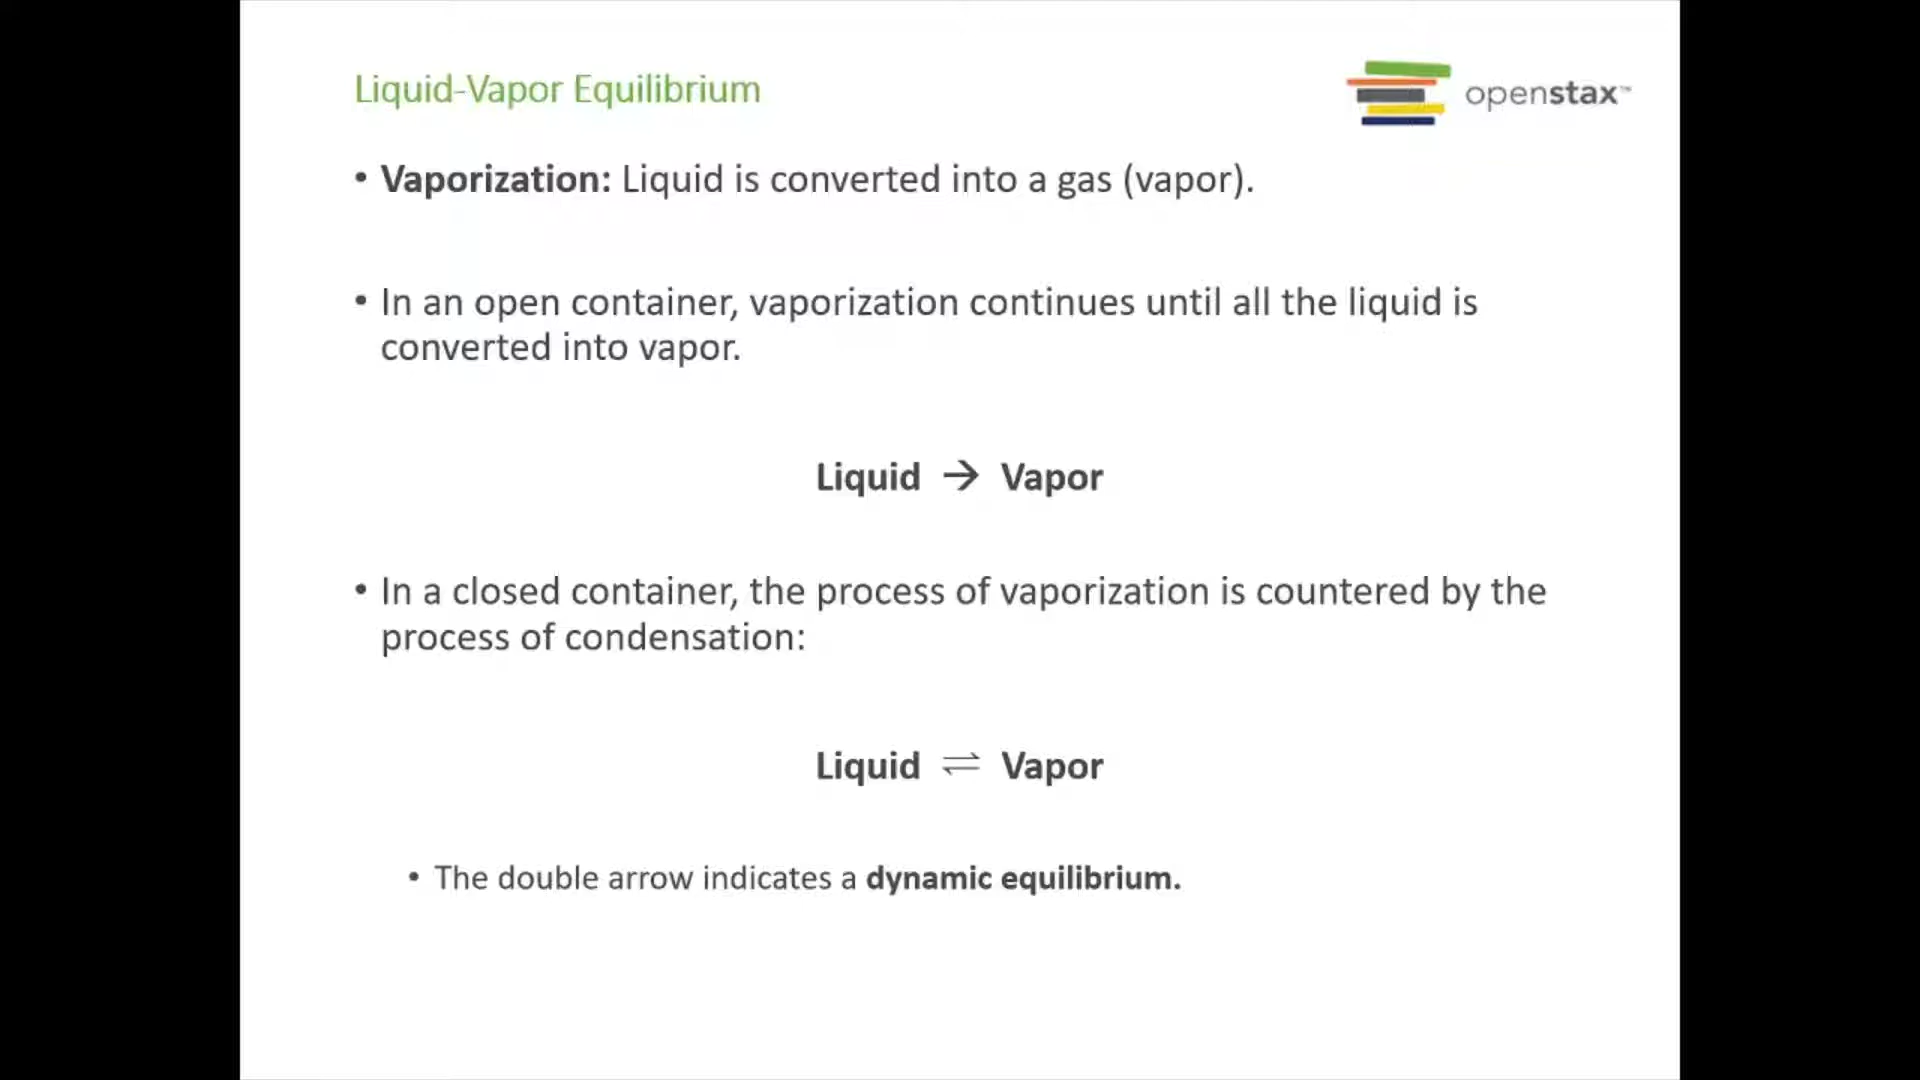 Liquid-Vapor Equilibrium
openstax™
• Vaporization: Liquid is converted into a gas (vapor).
• In an open container, vaporization continues until all the liquid is
converted into vapor.
Liquid → Vapor
• In a closed container, the process of vaporization is countered by the
process of condensation:
Liquid ⇌ Vapor
• The double arrow indicates a dynamic equilibrium.